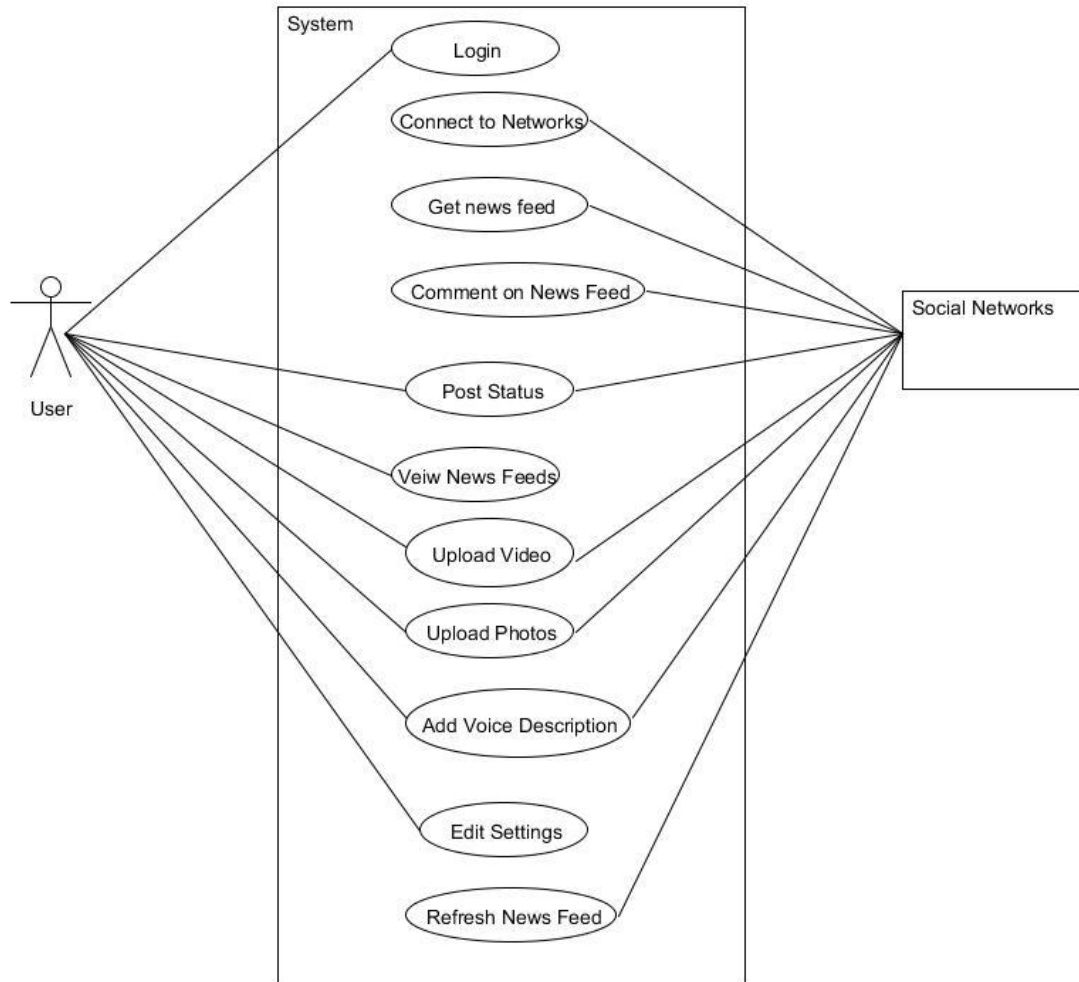 System
Login
Connect to Networks
Get news feed
Comment on News Feed
Social Networks
Post Status
User
Veiw News Feeds
Upload Video
Upload Photos
Add Voice Description
Edit Settings
Refresh News Feed